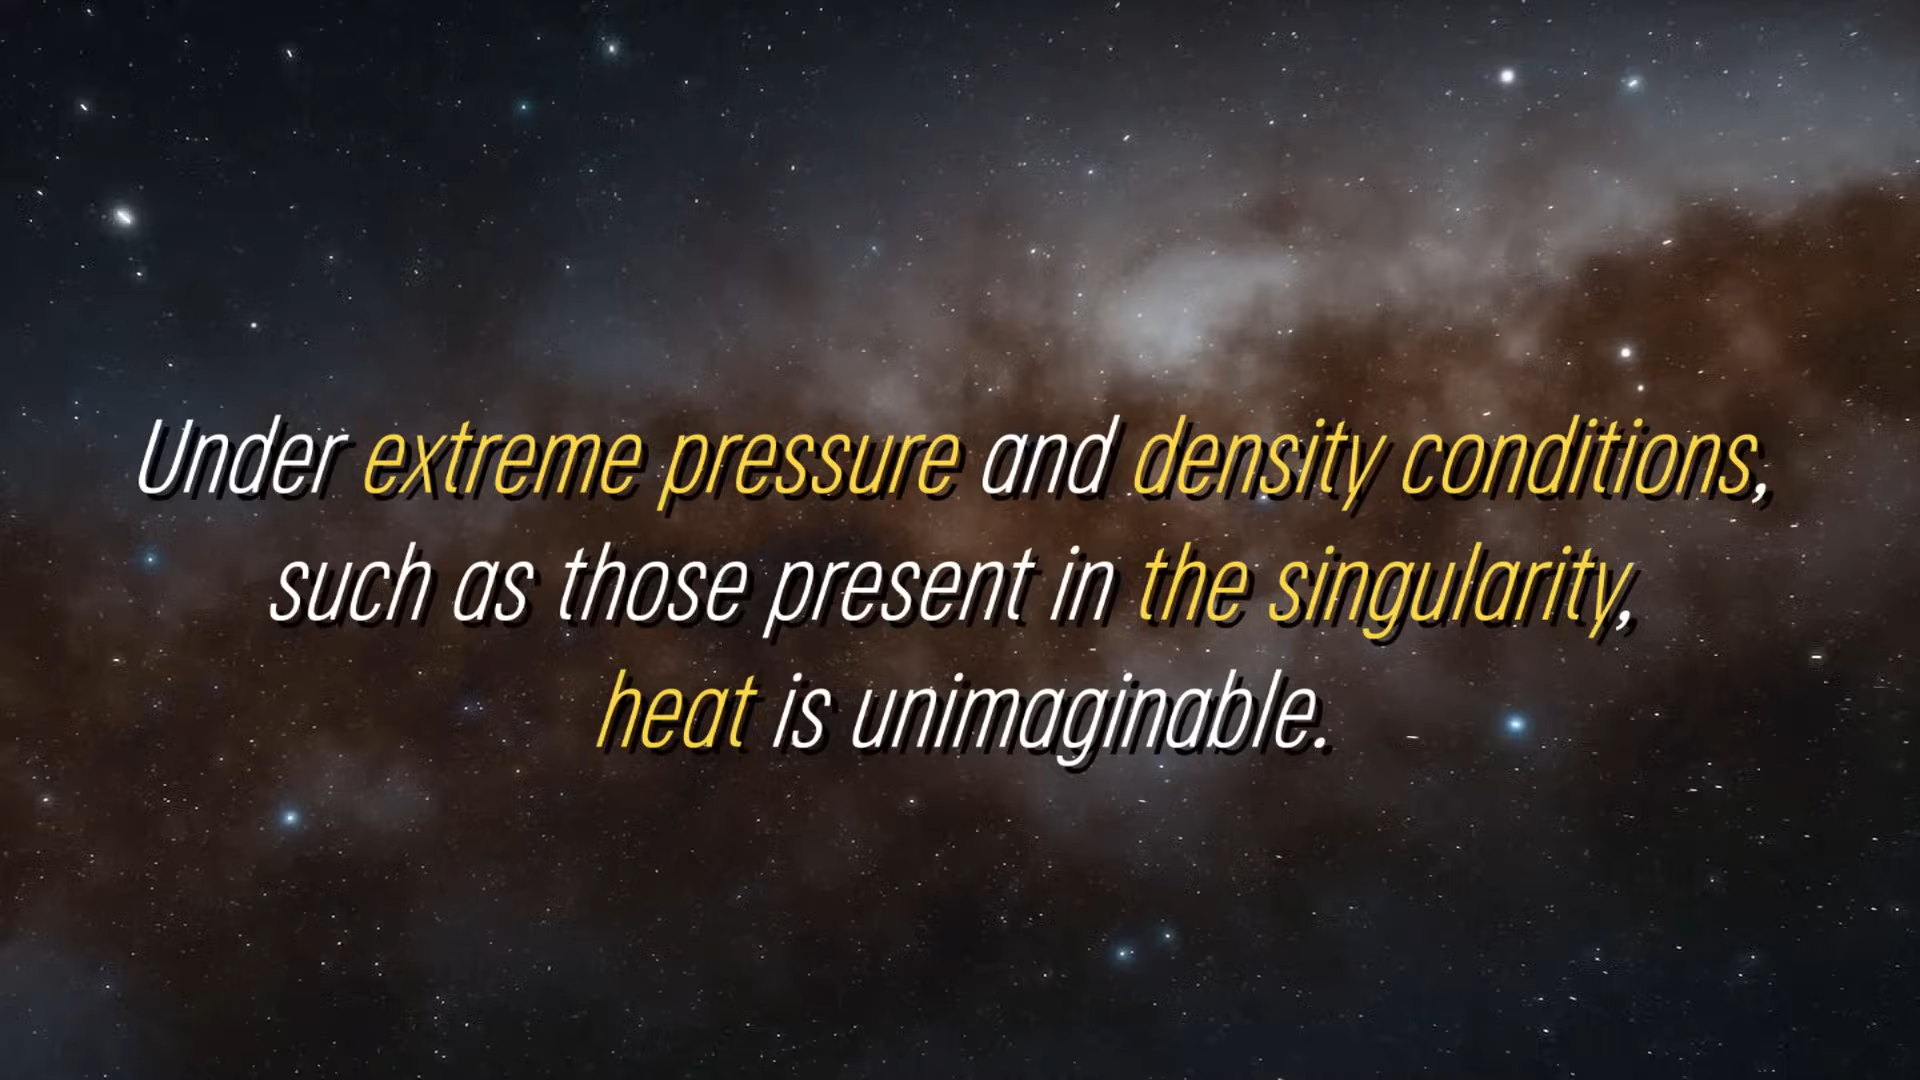 Under extreme pressure and density conditions,
such as those present in the singularity,
heat is unimaginable.